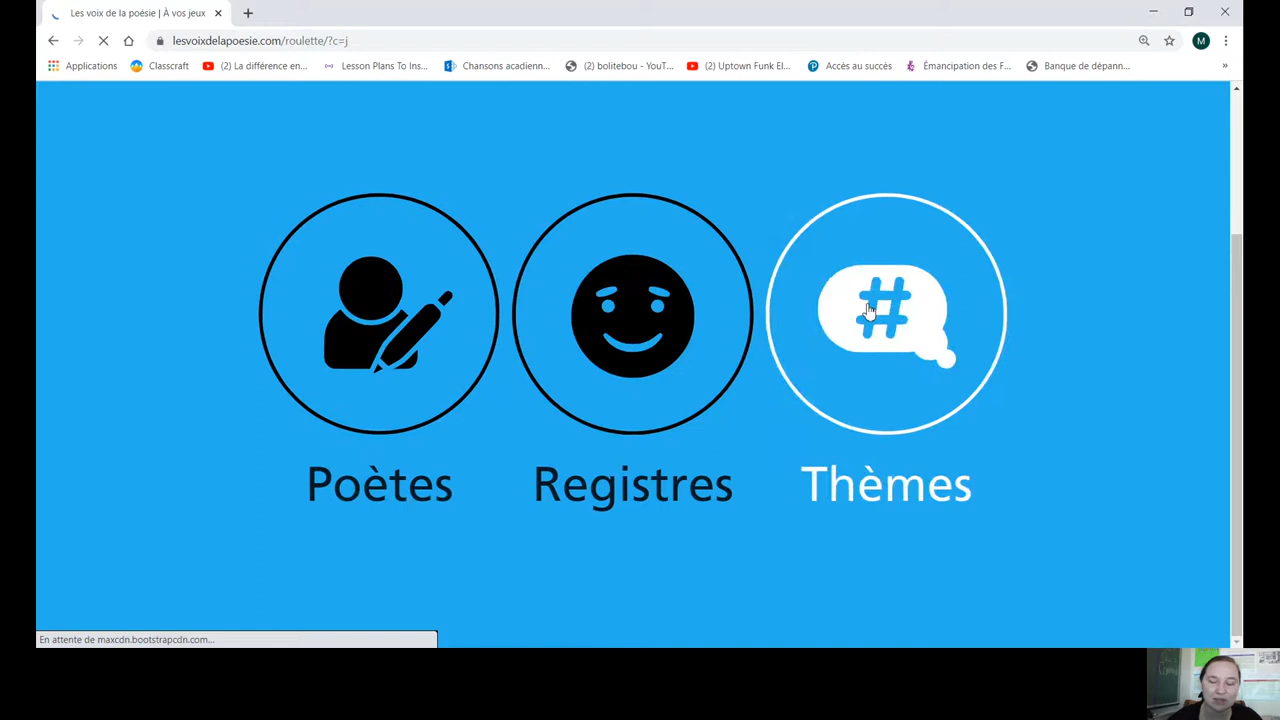 Les voix de la poésie | À vos jeux
lesvoixdelapoesie.com/roulette/?c=j
M
Applications
Classcraft
(2) La différence en...
Lesson Plans To Ins...
Chansons acadienn...
(2) bolitebou - YouT...
(2) Uptown Funk El...
Accès au succès
Émancipation des F...
Banque de dépann...
»
#
Poètes
Registres
Thèmes
En attente de maxcdn.bootstrapcdn.com...